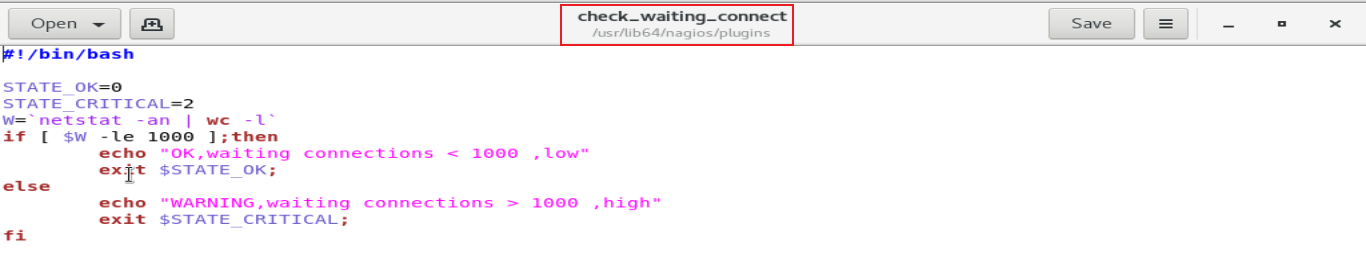 Open
check_waiting_connect
/usr/lib64/nagios/plugins
Save
#!/bin/bash
STATE_OK=0
STATE_CRITICAL=2
W=`netstat -an | wc -l`
if [ $W -le 1000 ];then
        echo "OK,waiting connections < 1000 ,low"
        exit $STATE_OK;
else
        echo "WARNING,waiting connections > 1000 ,high"
        exit $STATE_CRITICAL;
fi